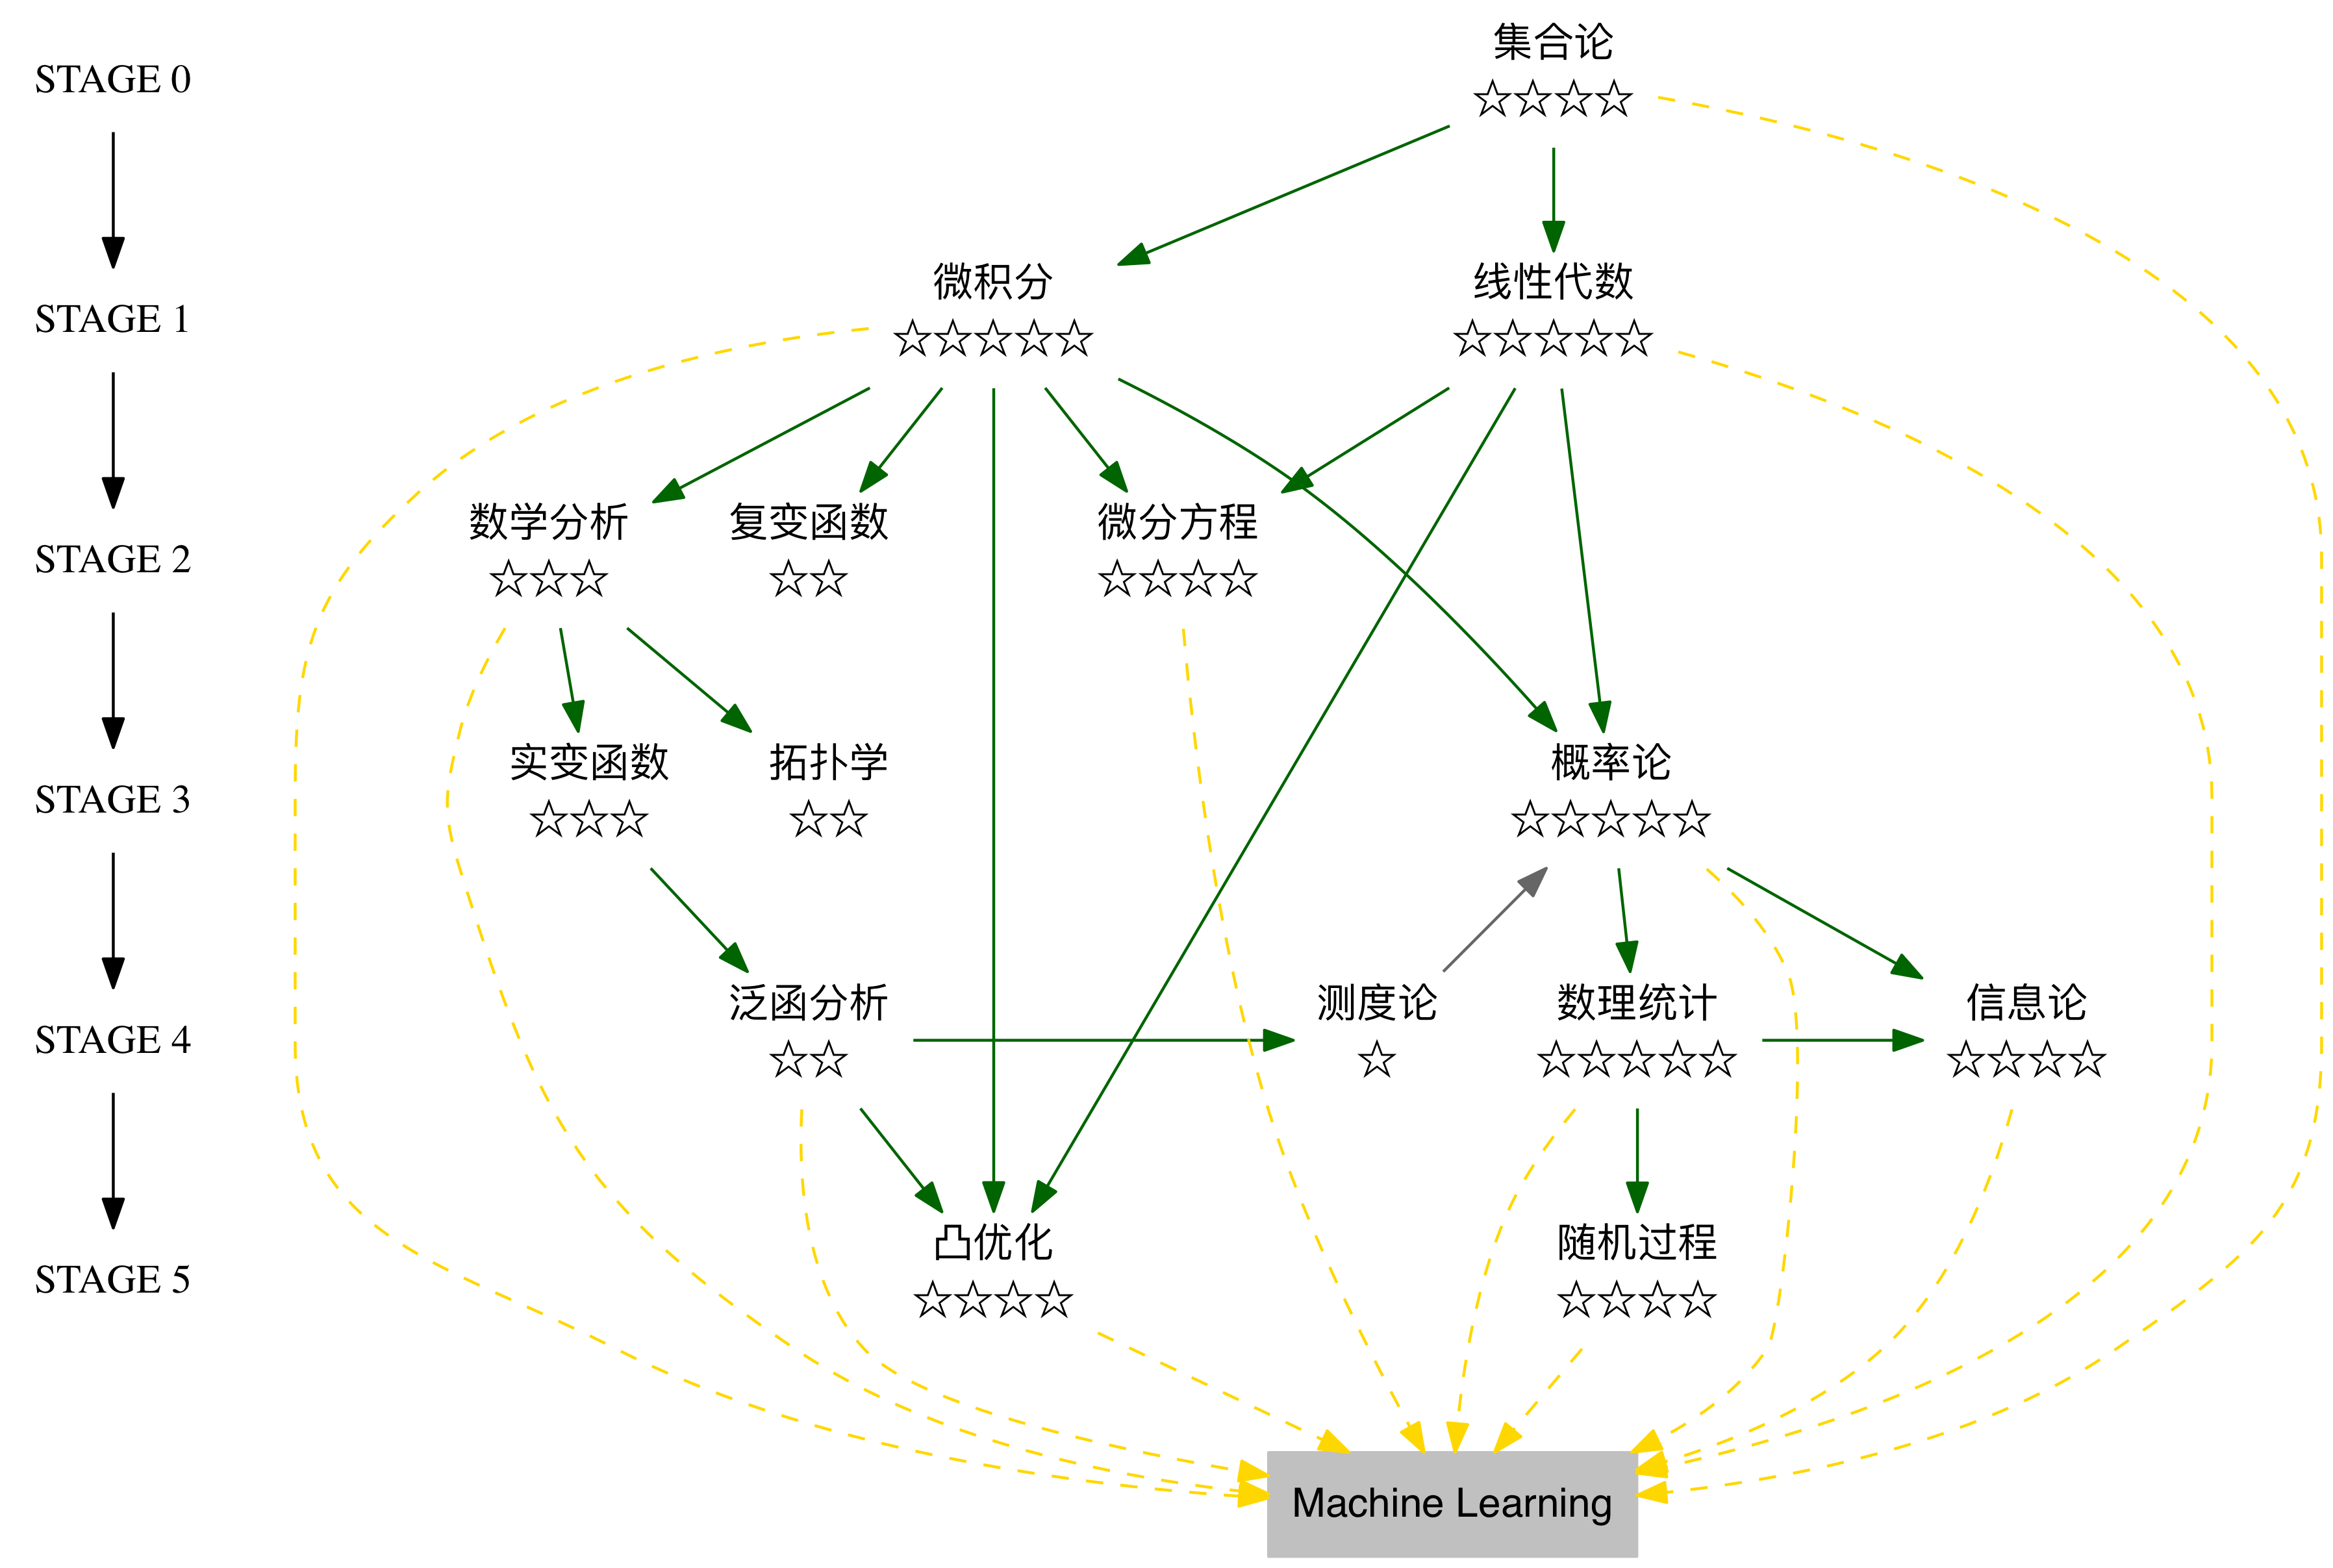 集合论
STAGE 0
☆☆☆☆
微积分
线性代数
STAGE 1
☆☆☆☆☆
☆☆☆☆☆
数学分析
复变函数
微分方程
STAGE 2
☆☆☆
☆☆
☆☆☆☆
实变函数
拓扑学
概率论
STAGE 3
☆☆☆
☆☆
☆☆☆☆☆
泛函分析
测度论
数理统计
信息论
STAGE 4
☆☆
☆
☆☆☆☆☆
☆☆☆☆
凸优化
随机过程
STAGE 5
☆☆☆☆
☆☆☆☆
Machine Learning